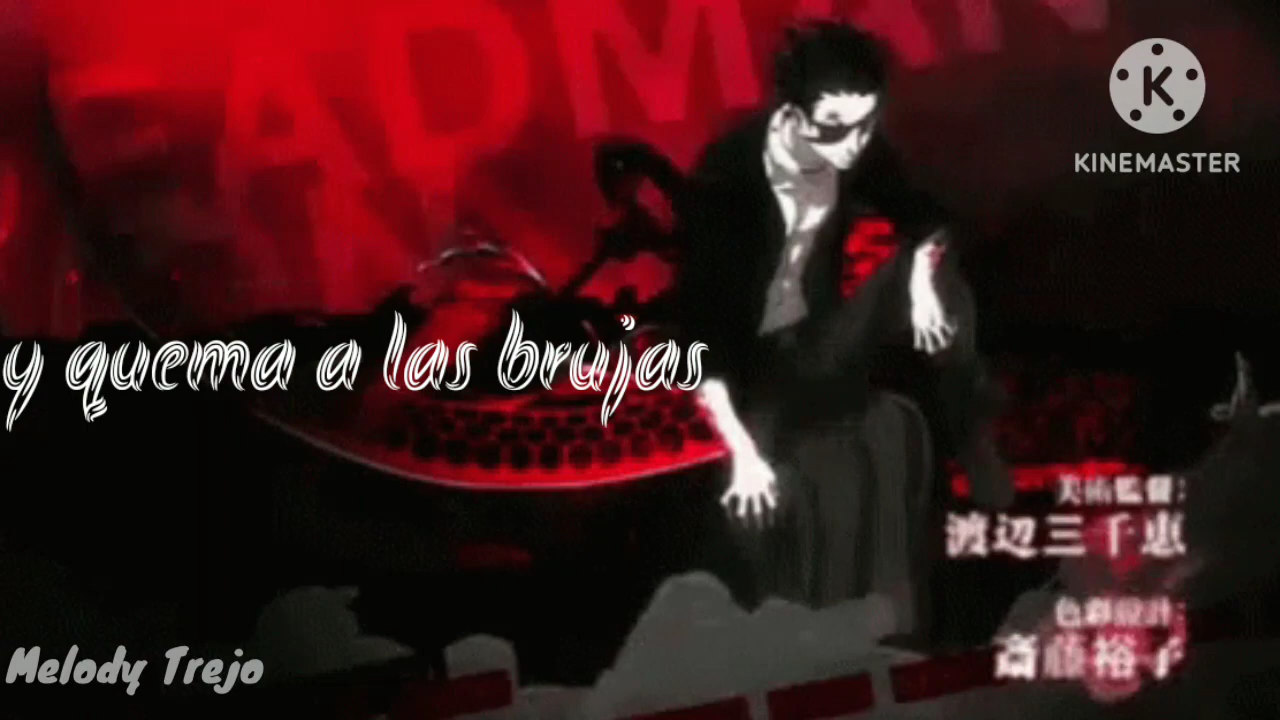 EADMAN
KINEMASTER
y quema a las brujas
美術監督:
渡辺三千恵
色彩設計:
斎藤裕子
Melody Trejo